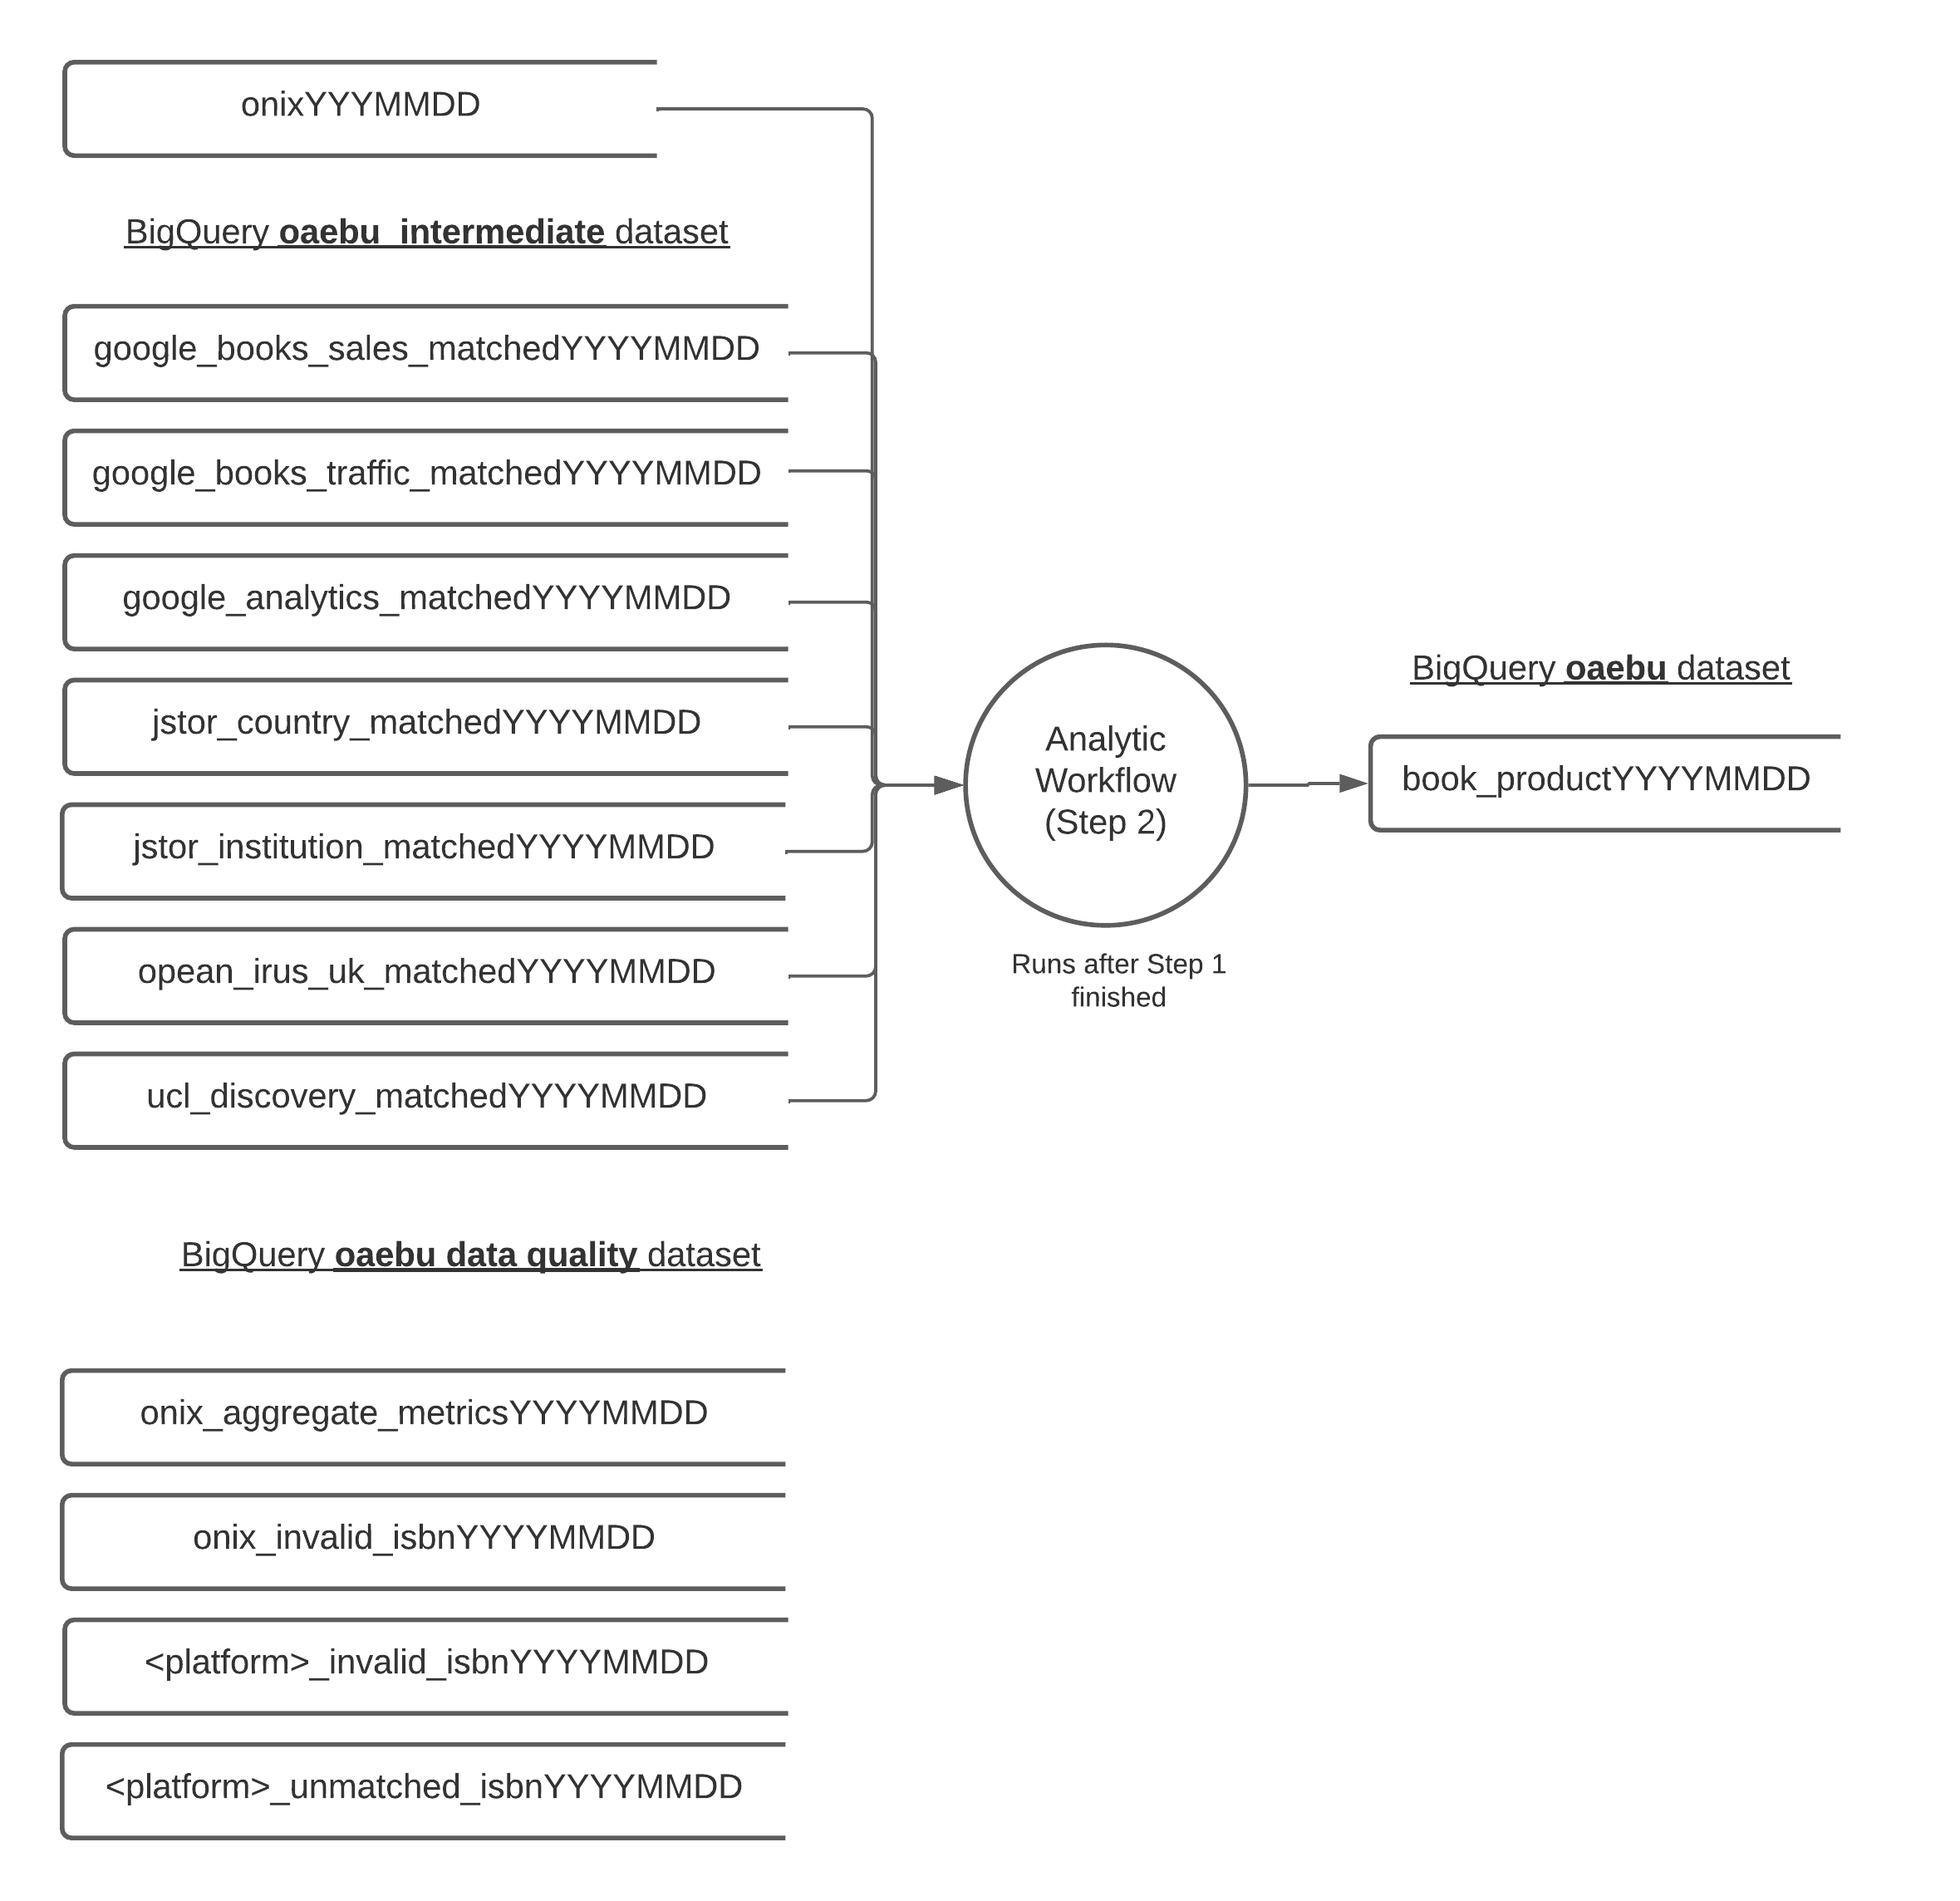 onixYYYMMDD
BigQuery oaebu_intermediate dataset
google_books_sales_matchedYYYYMMDD
google_books_traffic_matchedYYYYMMDD
google_analytics_matchedYYYYMMDD
jstor_country_matchedYYYYMMDD
jstor_institution_matchedYYYYMMDD
opean_irus_uk_matchedYYYYMMDD
ucl_discovery_matchedYYYYMMDD
Analytic
Workflow
(Step 2)
Runs after Step 1
finished
BigQuery oaebu dataset
book_productYYYYMMDD
BigQuery oaebu data quality dataset
onix_aggregate_metricsYYYYMMDD
onix_invalid_isbnYYYYMMDD
<platform>_invalid_isbnYYYYMMDD
<platform>_unmatched_isbnYYYYMMDD